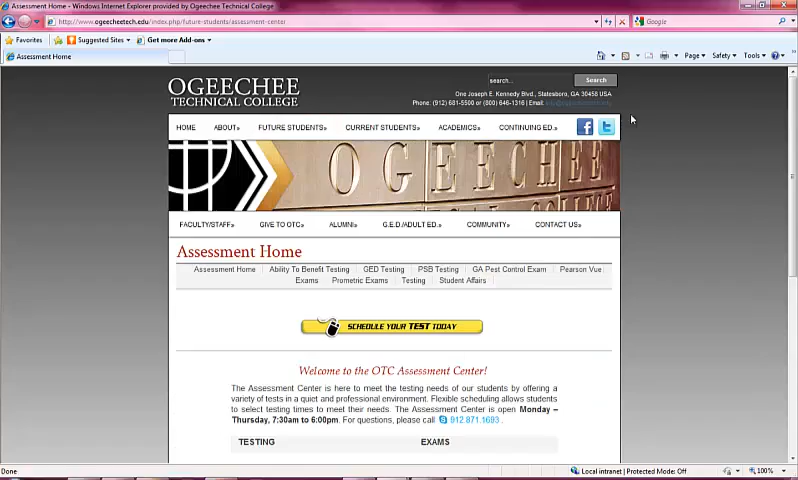 Assessment Home - Windows Internet Explorer provided by Ogeechee Technical College
http://www.ogeecheetech.edu/index.php/future-students/assessment-center
Google
Favorites Suggested Sites Get more Add-ons
Assessment Home
Page Safety Tools
OGEECHEE
TECHNICAL COLLEGE
search...
Search
One Joseph E. Kennedy Blvd., Statesboro, GA 30458 USA
Phone: (912) 681-5500 or (800) 646-1316 | Email:
HOME ABOUT» FUTURE STUDENTS» CURRENT STUDENTS» ACADEMICS» CONTINUING ED.»
OGEECHEE
FACULTY/STAFF» GIVE TO OTC» ALUMNI» G.E.D./ADULT ED.» COMMUNITY» CONTACT US»
Assessment Home
Assessment Home Ability To Benefit Testing GED Testing PSB Testing GA Pest Control Exam Pearson Vue
Exams Prometric Exams Testing Student Affairs
SCHEDULE YOUR TEST TODAY
Welcome to the OTC Assessment Center!
The Assessment Center is here to meet the testing needs of our students by offering a
variety of tests in a quiet and professional environment. Flexible scheduling allows students
to select testing times to meet their needs. The Assessment Center is open Monday –
Thursday, 7:30am to 6:00pm. For questions, please call 912.871.1693 .
TESTING EXAMS
Done Local intranet | Protected Mode: Off 100%